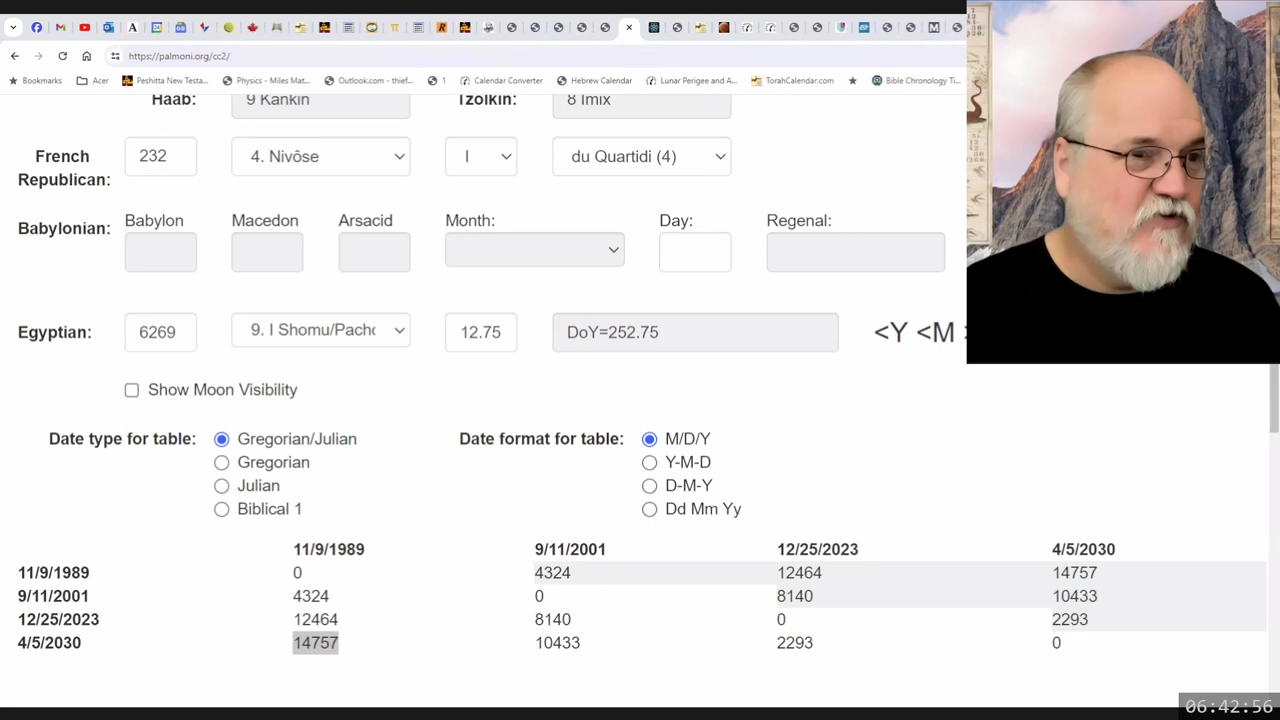 https://palmoni.org/cc2/
Bookmarks Acer Peshitta New Testa... Physics - Miles Mat... Outlook.com - thief... 1 Calendar Converter Hebrew Calendar Lunar Perigee and A... TorahCalendar.com Bible Chronology Ti...
Haab: 9 Kankin Tzolkin: 8 Imix
French Republican: 232 4. Nivôse I du Quartidi (4)
Babylon Macedon Arsacid Month: Day: Regenal:
Babylonian:
Egyptian: 6269 9. I Shomu/Pacho 12.75 DoY=252.75 <Y <M
Show Moon Visibility
Date type for table: Gregorian/Julian Date format for table: M/D/Y
Gregorian Y-M-D
Julian D-M-Y
Biblical 1 Dd Mm Yy
11/9/1989 9/11/2001 12/25/2023 4/5/2030
11/9/1989 0 4324 12464 14757
9/11/2001 4324 0 8140 10433
12/25/2023 12464 8140 0 2293
4/5/2030 14757 10433 2293 0
06:42:56